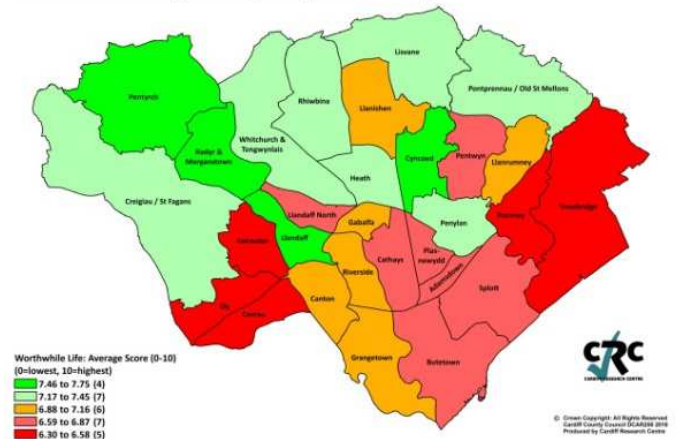 Lisvane
Pontprennau / Old St Mellons
Pentyrch
Rhiwbina
Llanishen
Whitchurch &
Tongwynlais
Radyr &
Morganstown
Cyncoed
Pentwyn
Llanrumney
Heath
Trowbridge
Creigiau / St Fagans
Llandaff North
Gabalfa
Penylan
Rumney
Fairwater
Llandaff
Plas-
newydd
Riverside
Cathays
Adamsdown
Splott
Ely
Canton
Caerau
Grangetown
Butetown
Worthwhile Life: Average Score (0-10)
(0=lowest, 10=highest)
7.46 to 7.75 (4)
7.17 to 7.45 (7)
6.88 to 7.16 (6)
6.59 to 6.87 (7)
6.30 to 6.58 (5)
CRC
CARDIFF RESEARCH CENTRE
© Crown Copyright: All Rights Reserved
Cardiff County Council
Produced by Cardiff Research Centre